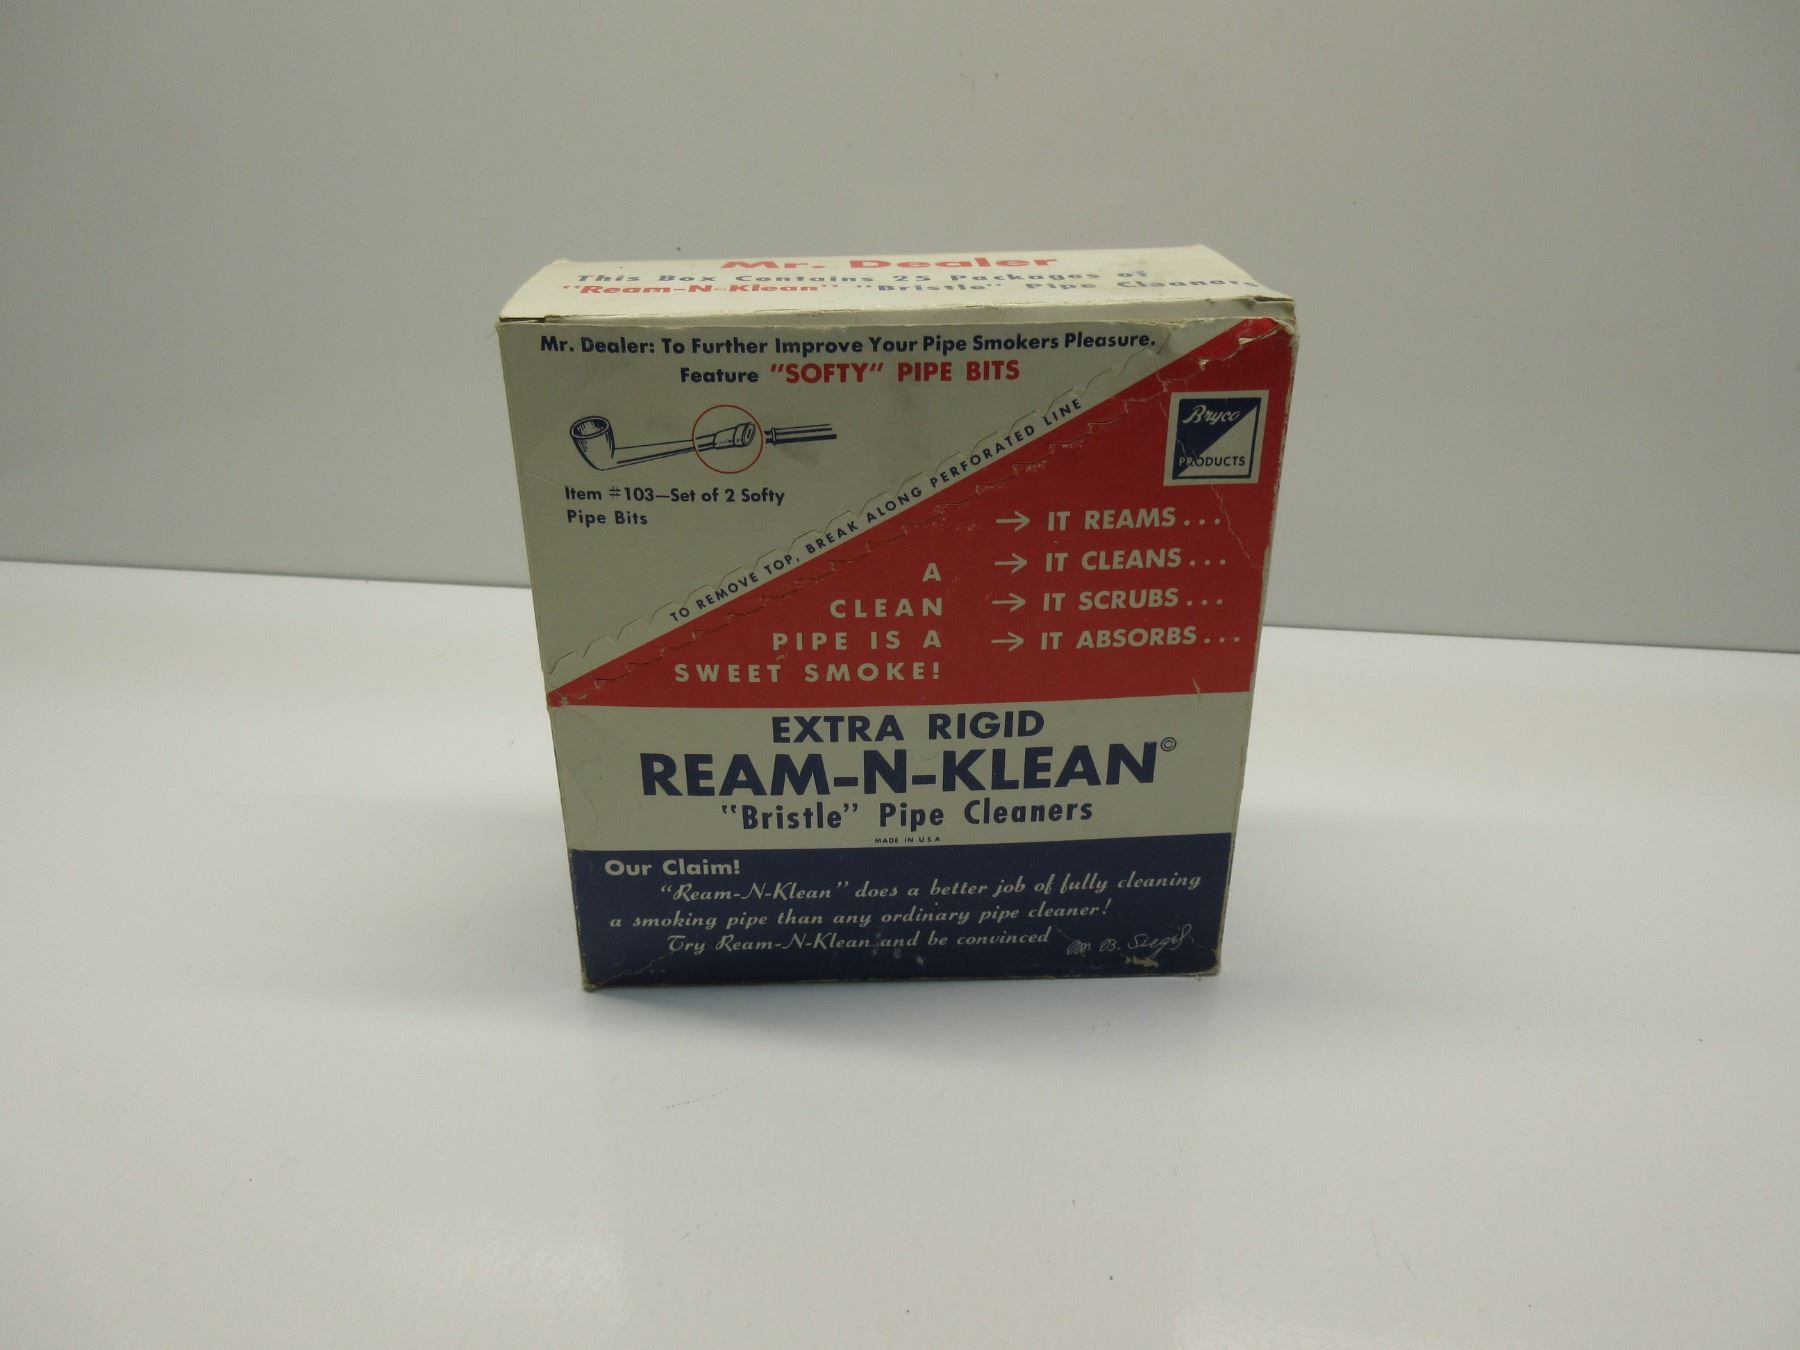 Mr. Dealer
This Box Contains 25 Packages of
"Ream-N-Klean" "Bristle" Pipe Cleaners
Mr. Dealer: To Further Improve Your Pipe Smokers Pleasure.
Feature "SOFTY" PIPE BITS
Item #103—Set of 2 Softy
Pipe Bits
TO REMOVE TOP, BREAK ALONG PERFORATED LINE
Bryco
PRODUCTS
→ IT REAMS...
→ IT CLEANS...
→ IT SCRUBS...
→ IT ABSORBS...
A
CLEAN
PIPE IS A
SWEET SMOKE!
EXTRA RIGID
REAM-N-KLEAN©
"Bristle" Pipe Cleaners
MADE IN U S A
Our Claim!
"Ream-N-Klean" does a better job of fully cleaning
a smoking pipe than any ordinary pipe cleaner!
Try Ream-N-Klean and be convinced
M. B. Siegel